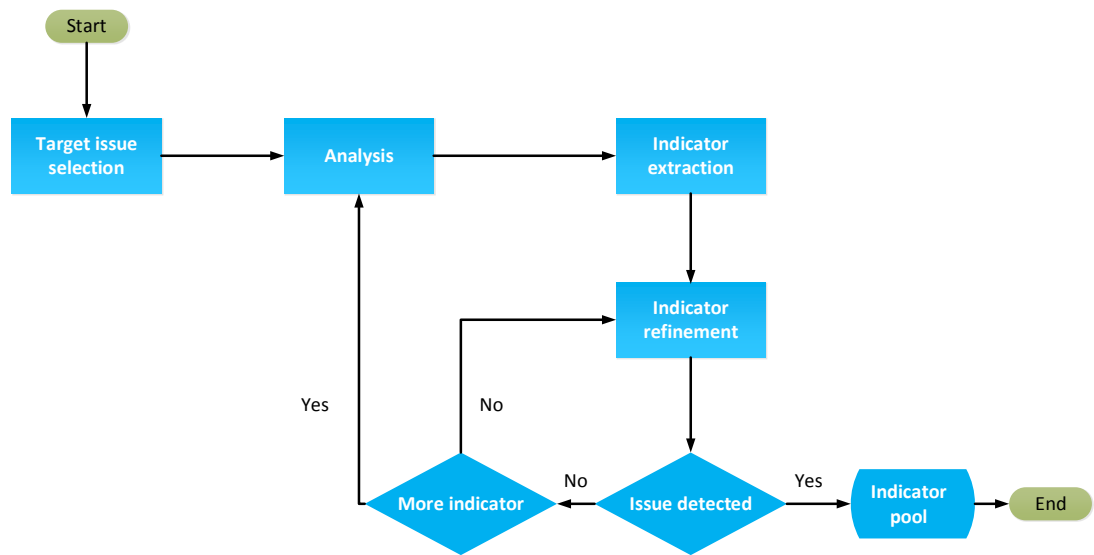 Start
Target issue
selection
Analysis
Indicator
extraction
Indicator
refinement
Yes
No
More indicator
No
Issue detected
Yes
Indicator
pool
End